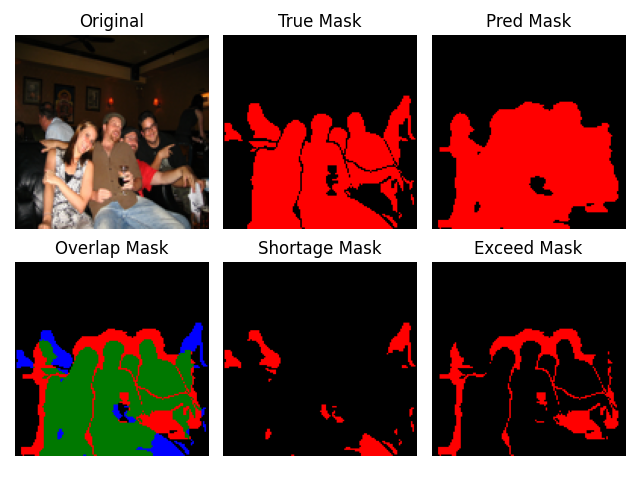 Original
True Mask
Pred Mask
Overlap Mask
Shortage Mask
Exceed Mask